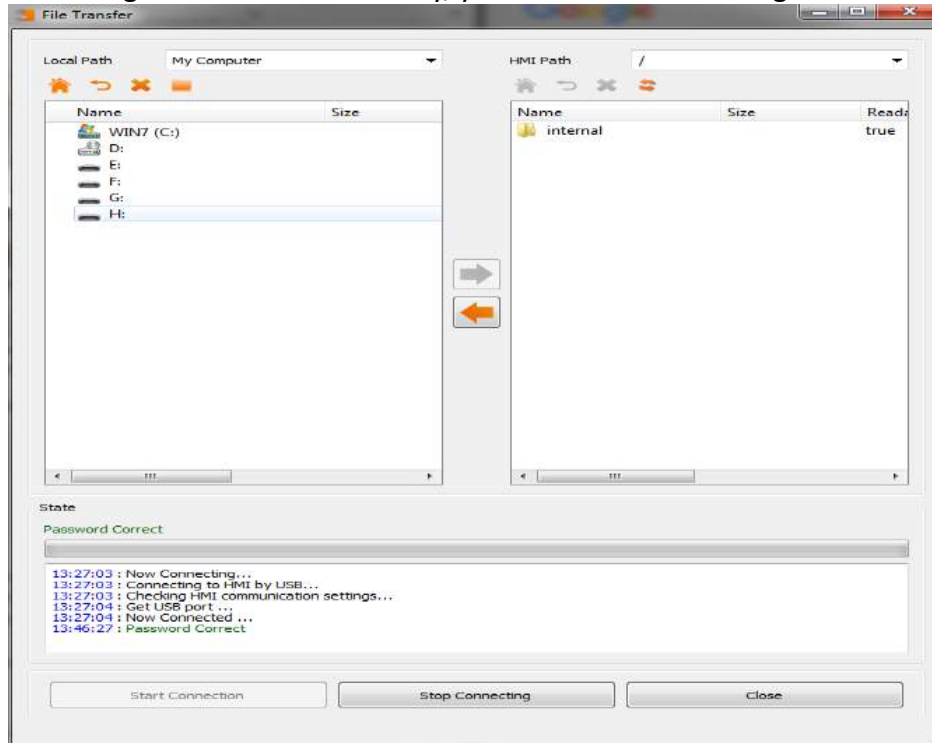 File Transfer
Local Path My Computer
HMI Path /
Name Size
WIN7 (C:)
D:
E:
F:
G:
H:
Name Size
internal true
State
Password Correct
13:27:03 : Now Connecting...
13:27:03 : Connecting to HMI by USB...
13:27:03 : Checking HMI communication settings...
13:27:04 : Get USB port ...
13:27:04 : Now Connected ...
13:46:27 : Password Correct
Start Connection Stop Connecting Close